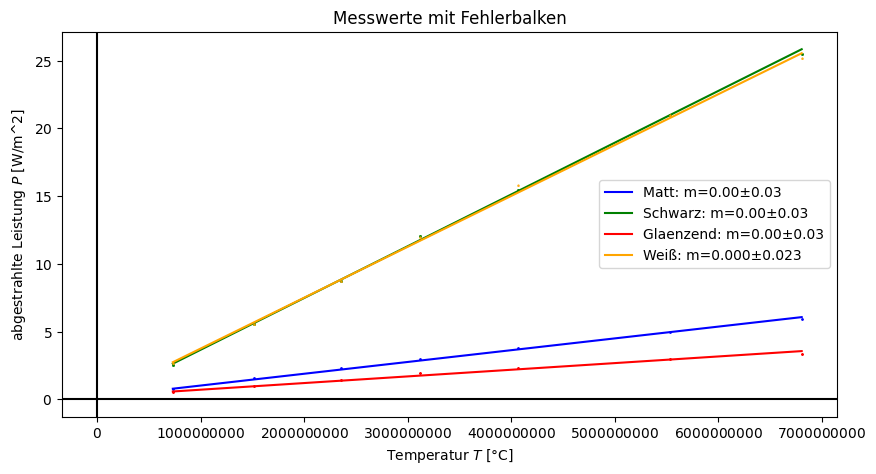 Messwerte mit Fehlerbalken
abgestrahlte Leistung P [W/m^2]
25
20
15
10
5
0
Matt: m=0.00±0.03
Schwarz: m=0.00±0.03
Glaenzend: m=0.00±0.03
Weiß: m=0.000±0.023
0 1000000000 2000000000 3000000000 4000000000 5000000000 6000000000 7000000000
Temperatur T [°C]